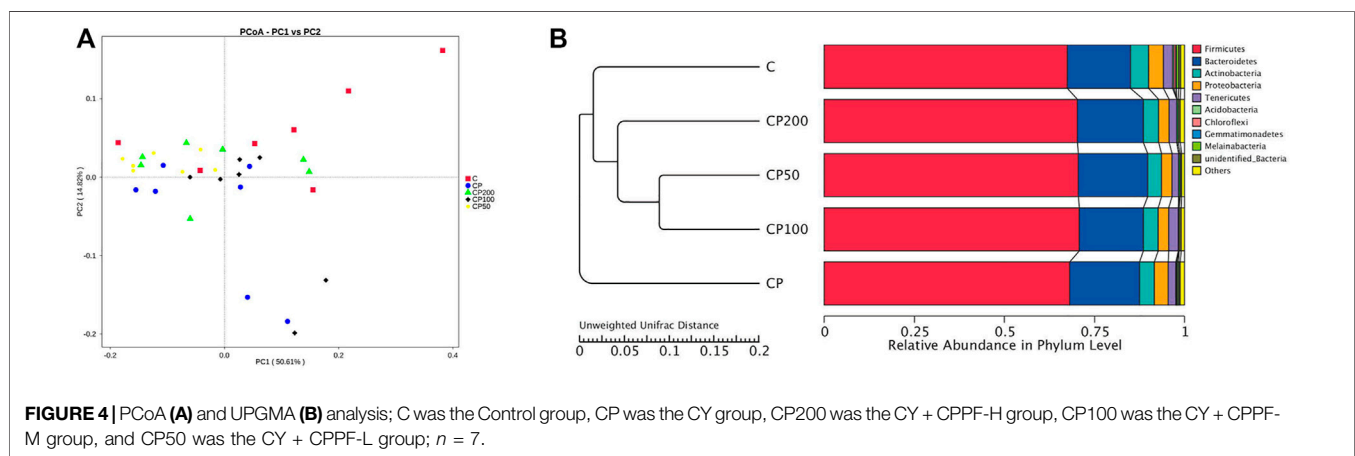 A
PCoA - PC1 vs PC2
0.1
0.0
-0.1
-0.2
PC2 ( 14.82%)
-0.2
0.0
0.2
0.4
PC1 ( 50.61%)
C
CP
CP200
CP100
CP50
B
C
CP200
CP50
CP100
CP
Unweighted Unifrac Distance
0 0.05 0.1 0.15 0.2
0 0.25 0.5 0.75 1
Relative Abundance in Phylum Level
Firmicutes
Bacteroidetes
Actinobacteria
Proteobacteria
Tenericutes
Acidobacteria
Chloroflexi
Gemmatimonadetes
Melainabacteria
unidentified_Bacteria
Others
FIGURE 4 | PCoA (A) and UPGMA (B) analysis; C was the Control group, CP was the CY group, CP200 was the CY + CPPF-H group, CP100 was the CY + CPPF-
M group, and CP50 was the CY + CPPF-L group; n = 7.